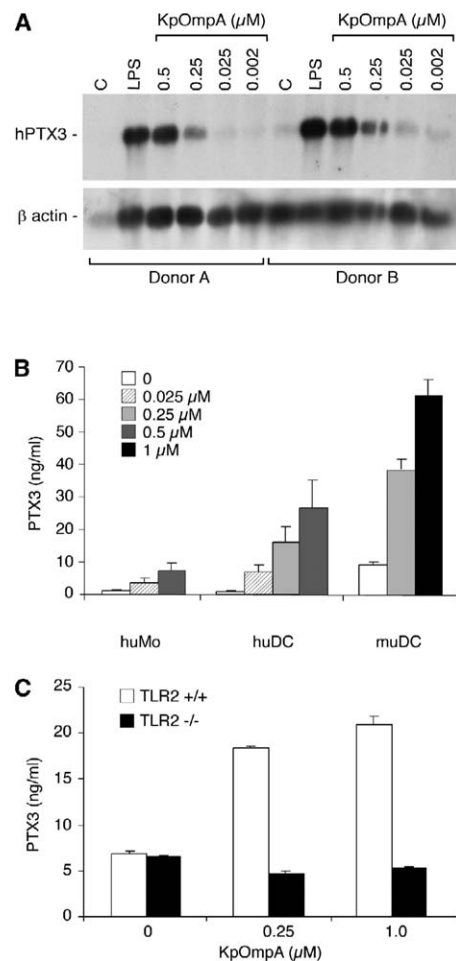 A
KpOmpA (µM) KpOmpA (µM)
C LPS 0.5 0.25 0.025 0.002 C LPS 0.5 0.25 0.025 0.002
hPTX3 -
β actin -
Donor A Donor B
B
70
60
50
40
30
20
10
0
PTX3 (ng/ml)
0
0.025 µM
0.25 µM
0.5 µM
1 µM
huMo huDC muDC
C
25
20
15
10
5
0
PTX3 (ng/ml)
TLR2 +/+
TLR2 -/-
0 0.25 1.0
KpOmpA (µM)